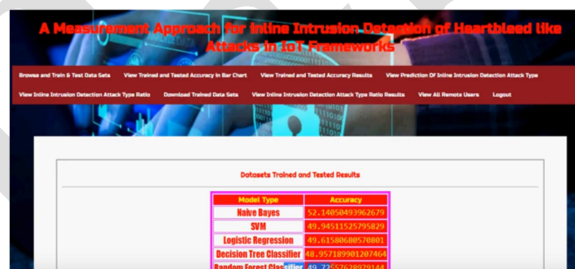 A Measurement Approach for Inline Intrusion Detection of Heartbleed like
Attacks in IoT Frameworks
Browse and Train & Test Data Sets View Trained and Tested Accuracy in Bar Chart View Trained and Tested Accuracy Results View Prediction Of Inline Intrusion Detection Attack Type
View Inline Intrusion Detection Attack Type Ratio Download Trained Data Sets View Inline Intrusion Detection Attack Type Ratio Results View All Remote Users Logout
Datasets Trained and Tested Results
Model Type Accuracy
Naive Bayes 52.14050493962679
SVM 49.94511525795829
Logistic Regression 49.61580680570801
Decision Tree Classifier 48.957189901207464
Random Forest Classifier